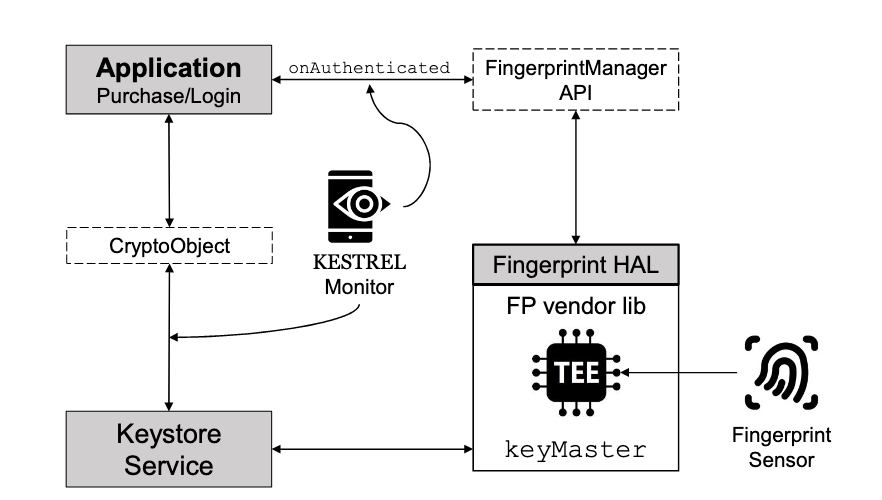 Application
Purchase/Login
onAuthenticated
FingerprintManager
API
CryptoObject
KESTREL
Monitor
Fingerprint HAL
FP vendor lib
TEE
keyMaster
Keystore
Service
Fingerprint
Sensor